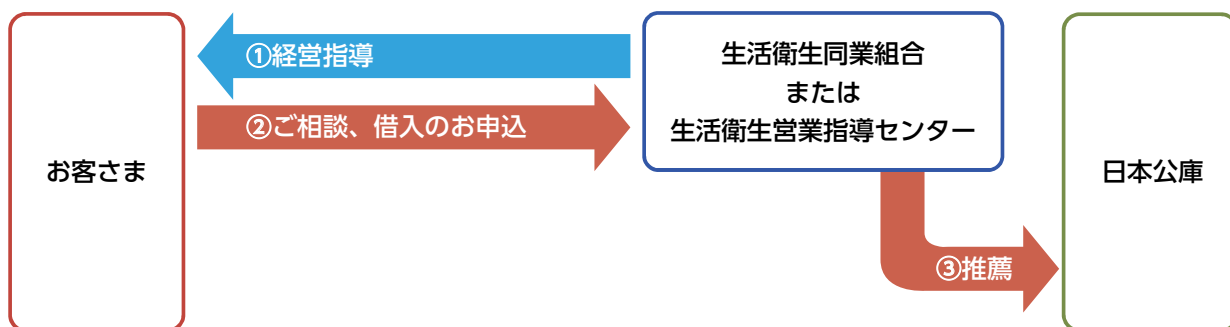 お客さま
①経営指導
②ご相談、借入のお申込
生活衛生同業組合
または
生活衛生営業指導センター
③推薦
日本公庫